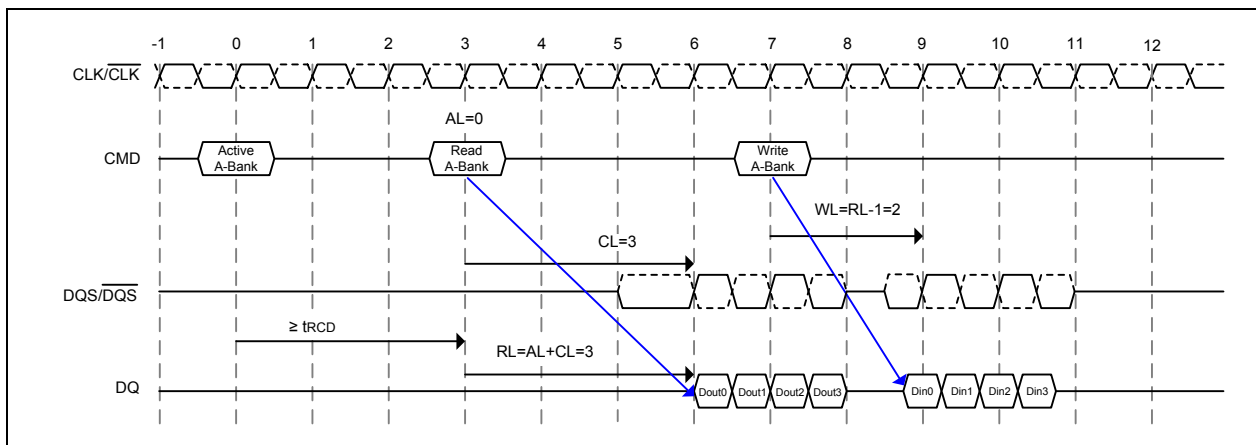 -1 0 1 2 3 4 5 6 7 8 9 10 11 12
CLK/CLK
AL=0
CMD
Active
A-Bank
Read
A-Bank
Write
A-Bank
WL=RL-1=2
CL=3
DQS/DQS
≥ tRCD
RL=AL+CL=3
DQ
Dout0 Dout1 Dout2 Dout3 Din0 Din1 Din2 Din3